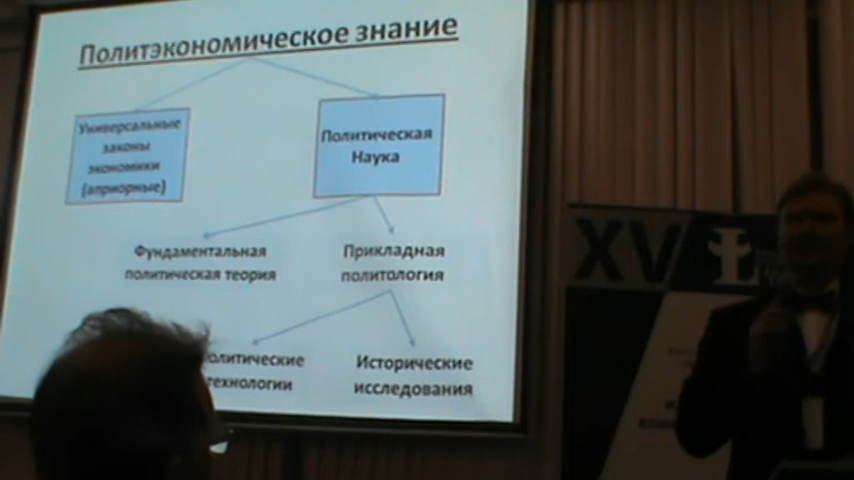 Политэкономическое знание
Универсальные
законы
экономики
(априорные)
Политическая
Наука
Фундаментальная
политическая теория
Прикладная
политология
олитические
технологии
Исторические
исследования
XV